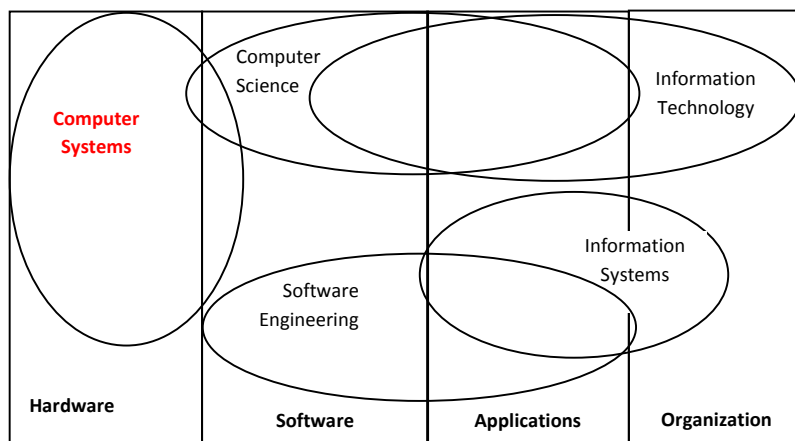 Computer
Science
Information
Technology
Computer
Systems
Information
Systems
Software
Engineering
Hardware
Software
Applications
Organization